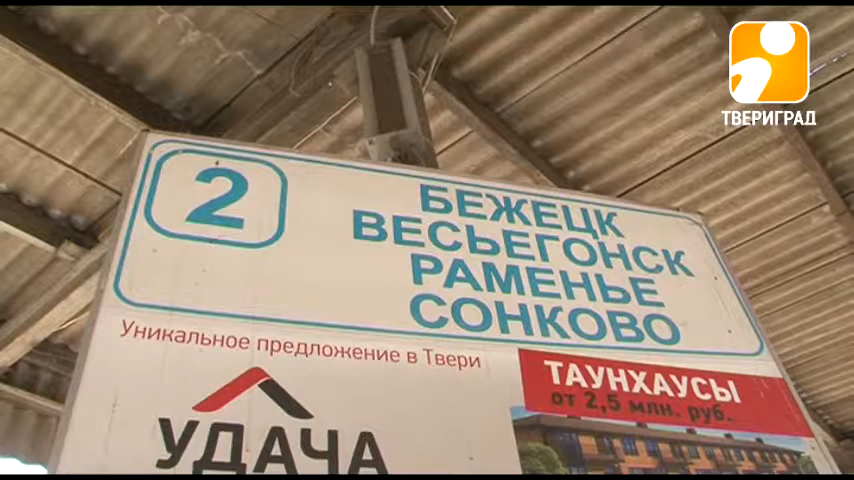 ТВЕРИГРАД
2
БЕЖЕЦК
ВЕСЬЕГОНСК
РАМЕНЬЕ
СОНКОВО
Уникальное предложение в Твери
УДАЧА
ТАУНХАУСЫ
от 2,5 млн. руб.